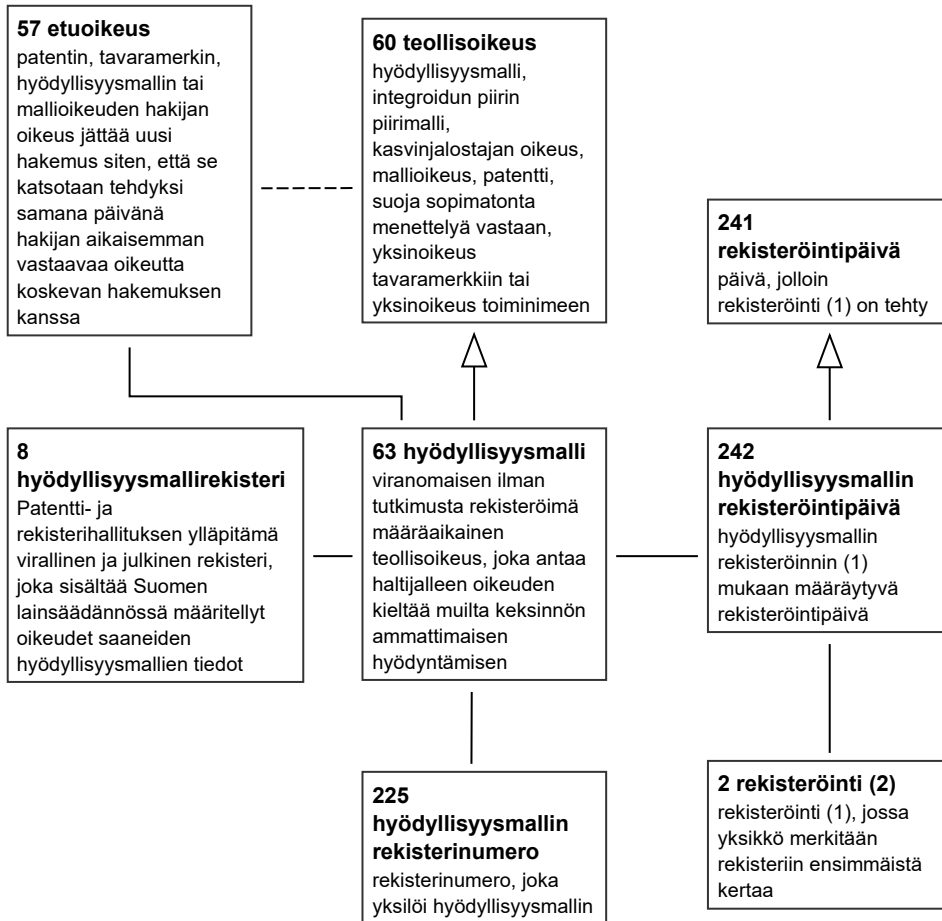 57 etuoikeus
patentin, tavaramerkin,
hyödyllisyysmallin tai
mallioikeuden hakijan
oikeus jättää uusi
hakemus siten, että se
katsotaan tehdyksi
samana päivänä
hakijan aikaisemman
vastaavaa oikeutta
koskevan hakemuksen
kanssa
60 teollisoikeus
hyödyllisyysmalli,
integroidun piirin
piirimalli,
kasvinjalostajan oikeus,
mallioikeus, patentti,
suoja sopimatonta
menettelyä vastaan,
yksinoikeus
tavaramerkkiin tai
yksinoikeus toiminimeen
241
rekisteröintipäivä
päivä, jolloin
rekisteröinti (1) on tehty
8
hyödyllisyysmallirekisteri
Patentti- ja
rekisterihallituksen ylläpitämä
virallinen ja julkinen rekisteri,
joka sisältää Suomen
lainsäädännössä määritellyt
oikeudet saaneiden
hyödyllisyysmallien tiedot
63 hyödyllisyysmalli
viranomaisen ilman
tutkimusta rekisteröimä
määräaikainen
teollisoikeus, joka antaa
haltijalleen oikeuden
kieltää muilta keksinnön
ammattimaisen
hyödyntämisen
242
hyödyllisyysmallin
rekisteröintipäivä
hyödyllisyysmallin
rekisteröinnin (1)
mukaan määräytyvä
rekisteröintipäivä
225
hyödyllisyysmallin
rekisterinumero
rekisterinumero, joka
yksilöi hyödyllisyysmallin
2 rekisteröinti (2)
rekisteröinti (1), jossa
yksikkö merkitään
rekisteriin ensimmäistä
kertaa